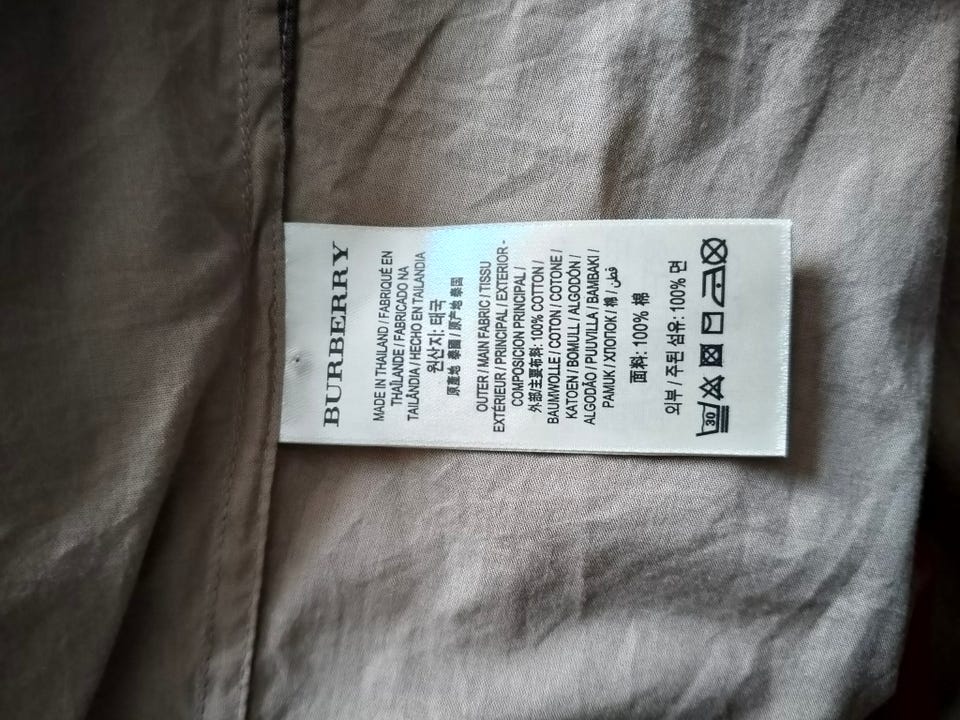 BURBERRY
MADE IN THAILAND / FABRIQUÉ EN
THAÏLANDE / FABRICADO NA
TAILÂNDIA / HECHO EN TAILANDIA
원산지: 태국
原產地 泰國 / 原产地 泰国
OUTER / MAIN FABRIC / TISSU
EXTÉRIEUR / PRINCIPAL / EXTERIOR -
COMPOSICION PRINCIPAL /
外部主要布料: 100% COTTON /
BAUMWOLLE / COTON / COTONE /
KATOEN / BOMULL / ALGODÓN /
ALGODÃO / PUUVILLA / BAMBAKI /
PAMUK / ХЛОПОК / 棉 / قطن
面料: 100% 棉
외부 / 주된 섬유: 100% 면
30